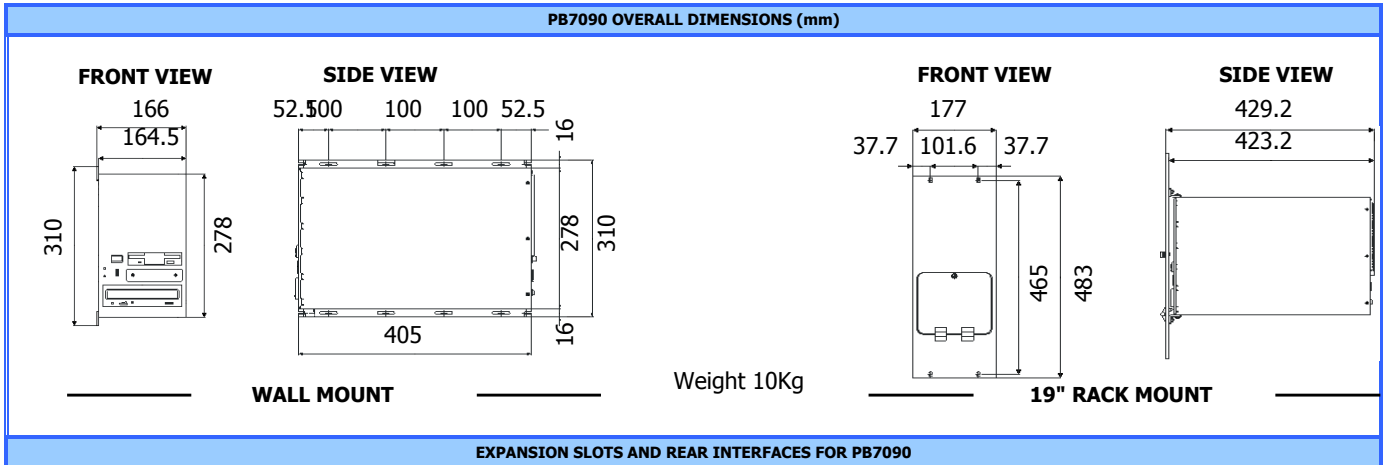 PB7090 OVERALL DIMENSIONS (mm)
FRONT VIEW
SIDE VIEW
166
164.5
310
278
52.5 100 100 100 52.5
16
278
310
16
405
WALL MOUNT
Weight 10Kg
FRONT VIEW
SIDE VIEW
177
37.7 101.6 37.7
465
483
429.2
423.2
19" RACK MOUNT
EXPANSION SLOTS AND REAR INTERFACES FOR PB7090